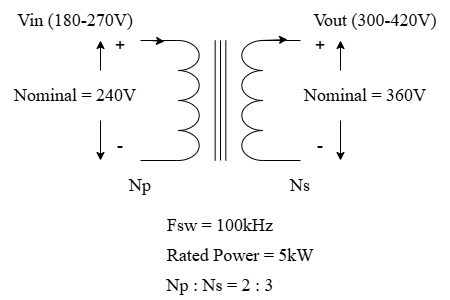 Vin (180-270V)
Vout (300-420V)
+
+
Nominal = 240V
Nominal = 360V
-
-
Np
Ns
Fsw = 100kHz
Rated Power = 5kW
Np : Ns = 2 : 3